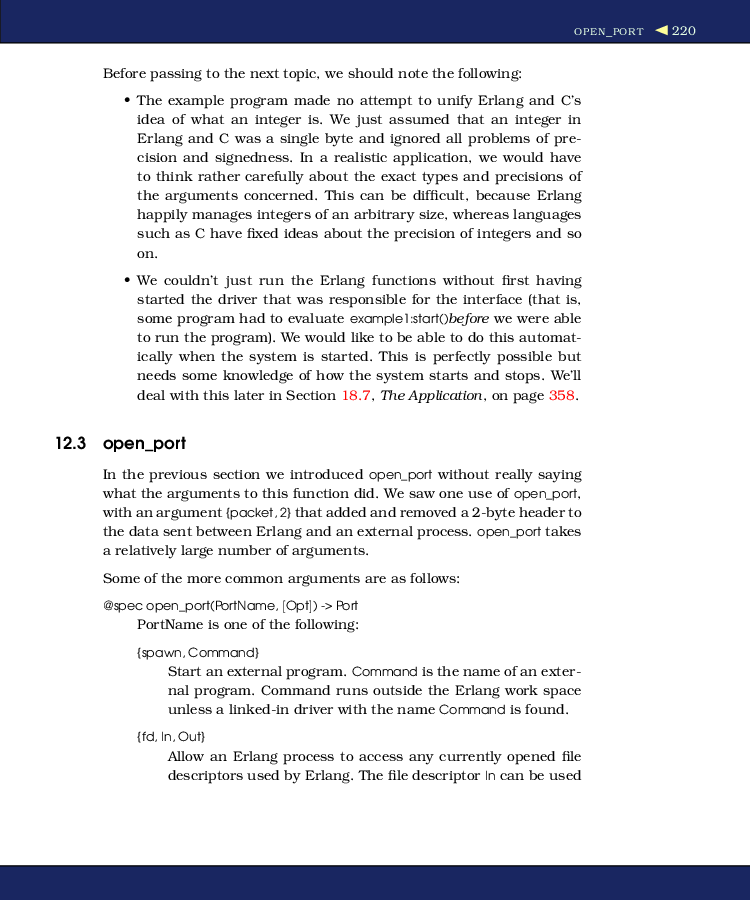 OPEN_PORT ◀ 220
Before passing to the next topic, we should note the following:
• The example program made no attempt to unify Erlang and C’s
idea of what an integer is. We just assumed that an integer in
Erlang and C was a single byte and ignored all problems of pre-
cision and signedness. In a realistic application, we would have
to think rather carefully about the exact types and precisions of
the arguments concerned. This can be difficult, because Erlang
happily manages integers of an arbitrary size, whereas languages
such as C have fixed ideas about the precision of integers and so
on.
• We couldn’t just run the Erlang functions without first having
started the driver that was responsible for the interface (that is,
some program had to evaluate example1:start()before we were able
to run the program). We would like to be able to do this automat-
ically when the system is started. This is perfectly possible but
needs some knowledge of how the system starts and stops. We’ll
deal with this later in Section 18.7, The Application, on page 358.
12.3 open_port
In the previous section we introduced open_port without really saying
what the arguments to this function did. We saw one use of open_port,
with an argument {packet, 2} that added and removed a 2-byte header to
the data sent between Erlang and an external process. open_port takes
a relatively large number of arguments.
Some of the more common arguments are as follows:
@spec open_port(PortName, [Opt]) -> Port
PortName is one of the following:
{spawn, Command}
Start an external program. Command is the name of an exter-
nal program. Command runs outside the Erlang work space
unless a linked-in driver with the name Command is found.
{fd, In, Out}
Allow an Erlang process to access any currently opened file
descriptors used by Erlang. The file descriptor In can be used